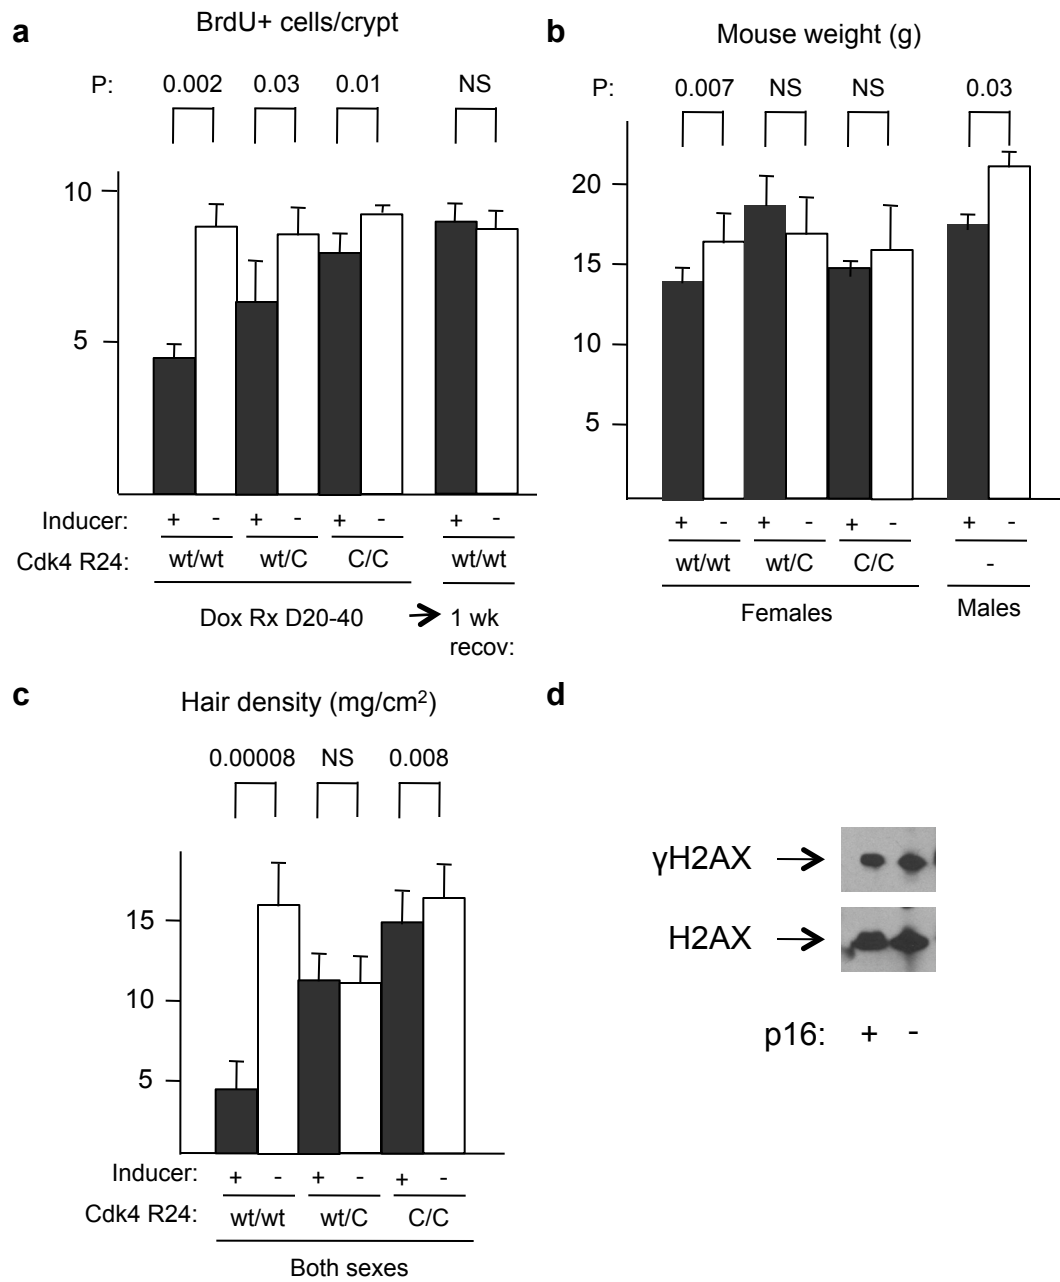 a
BrdU+ cells/crypt
P: 0.002 0.03 0.01 NS
10
5
Inducer: + - + - + - + -
Cdk4 R24: wt/wt wt/C C/C wt/wt
Dox Rx D20-40 → 1 wk
recov:
b
Mouse weight (g)
P: 0.007 NS NS 0.03
20
15
10
5
+ - + - + - + -
wt/wt wt/C C/C -
Females Males
c
Hair density (mg/cm²)
0.00008 NS 0.008
15
10
5
Inducer: + - + - + -
Cdk4 R24: wt/wt wt/C C/C
Both sexes
d
γH2AX
H2AX
p16: + -